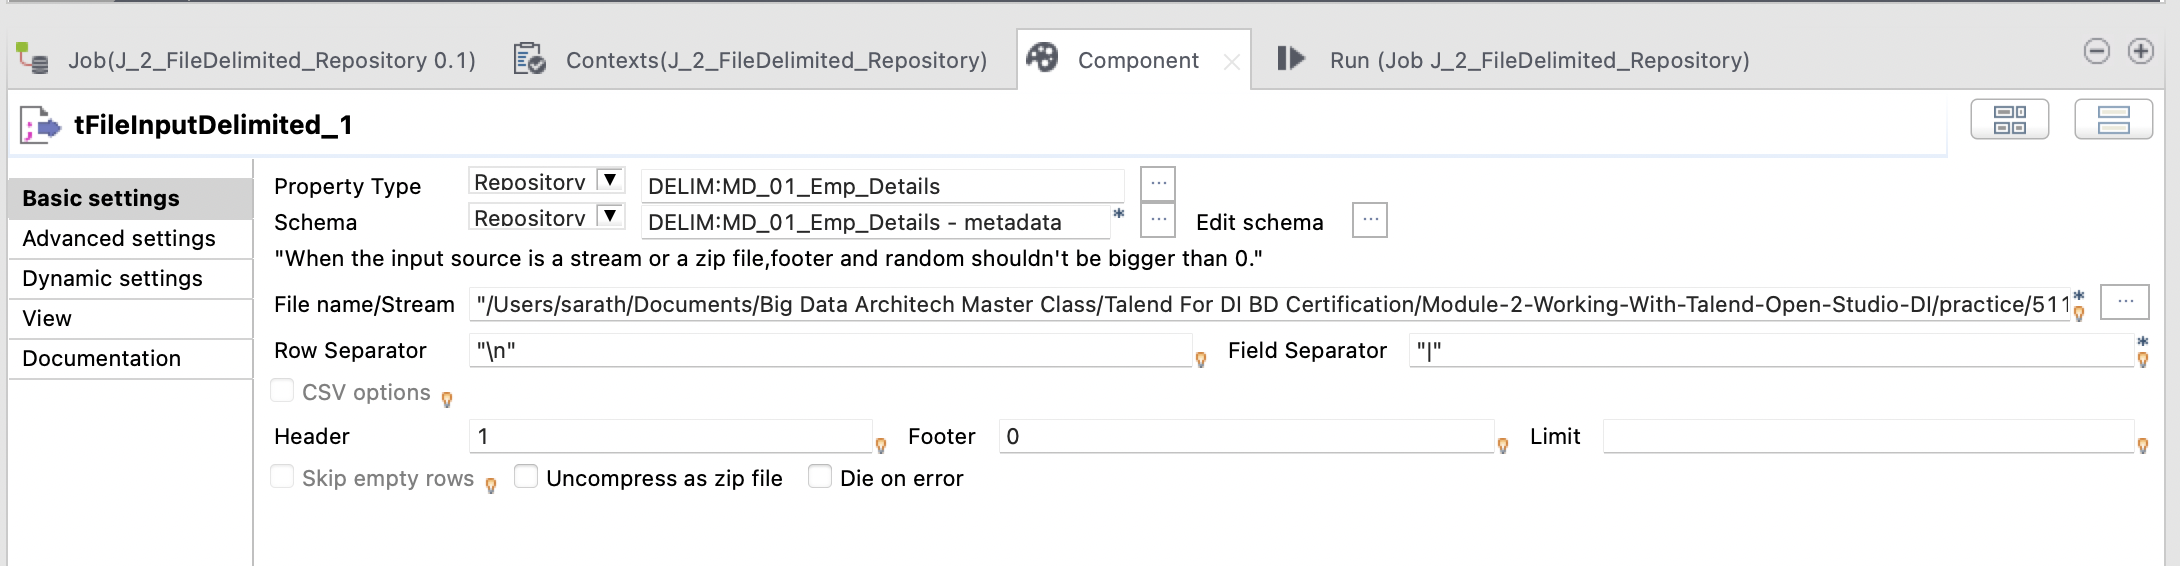 Job(J_2_FileDelimited_Repository 0.1) Contexts(J_2_FileDelimited_Repository) Component Run (Job J_2_FileDelimited_Repository)
tFileInputDelimited_1
Basic settings
Advanced settings
Dynamic settings
View
Documentation
Property Type Repository DELIM:MD_01_Emp_Details ...
Schema Repository DELIM:MD_01_Emp_Details - metadata * ... Edit schema ...
"When the input source is a stream or a zip file,footer and random shouldn't be bigger than 0."
File name/Stream "/Users/sarath/Documents/Big Data Architech Master Class/Talend For DI BD Certification/Module-2-Working-With-Talend-Open-Studio-DI/practice/511 * ...
Row Separator "\n" Field Separator "|" *
CSV options
Header 1 Footer 0 Limit
Skip empty rows Uncompress as zip file Die on error